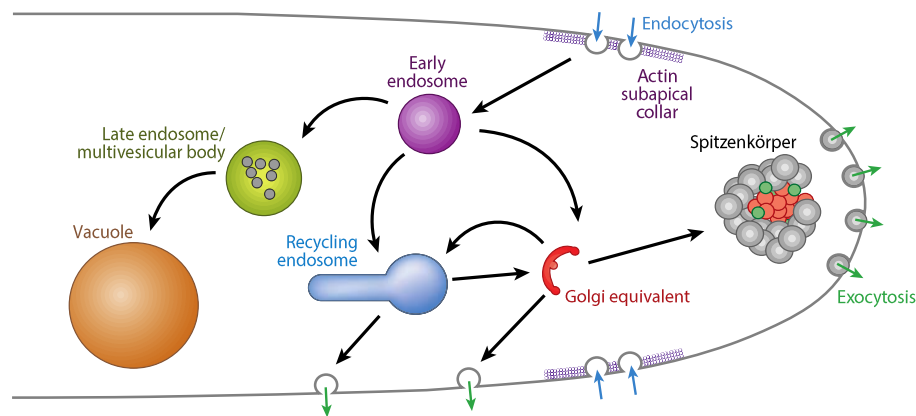 Endocytosis
Early
endosome
Actin
subapical
collar
Late endosome/
multivesicular body
Spitzenkörper
Vacuole
Recycling
endosome
Golgi equivalent
Exocytosis